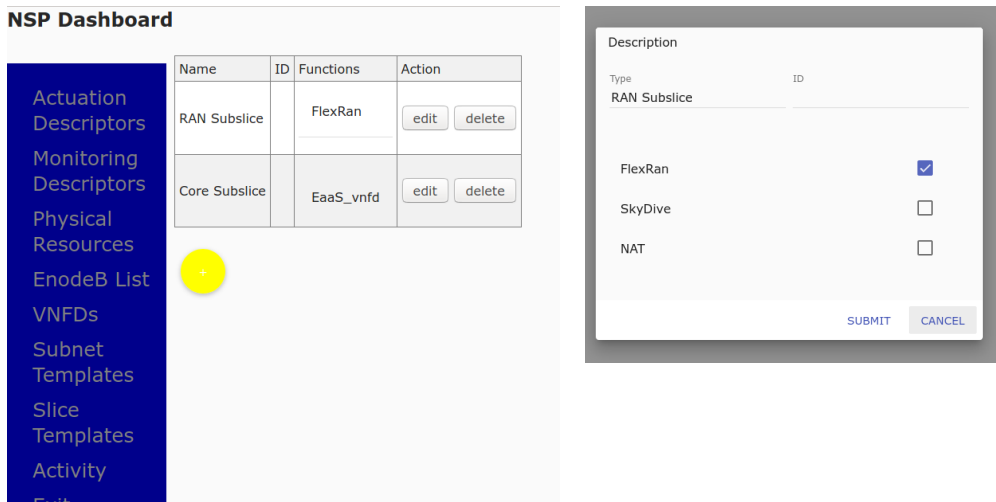 NSP Dashboard
Actuation
Descriptors
Monitoring
Descriptors
Physical
Resources
EnodeB List
VNFDs
Subnet
Templates
Slice
Templates
Activity
Exit
Name ID Functions Action
RAN Subslice FlexRan edit delete
Core Subslice EaaS_vnfd edit delete
+
Description
Type ID
RAN Subslice
FlexRan
SkyDive
NAT
SUBMIT CANCEL